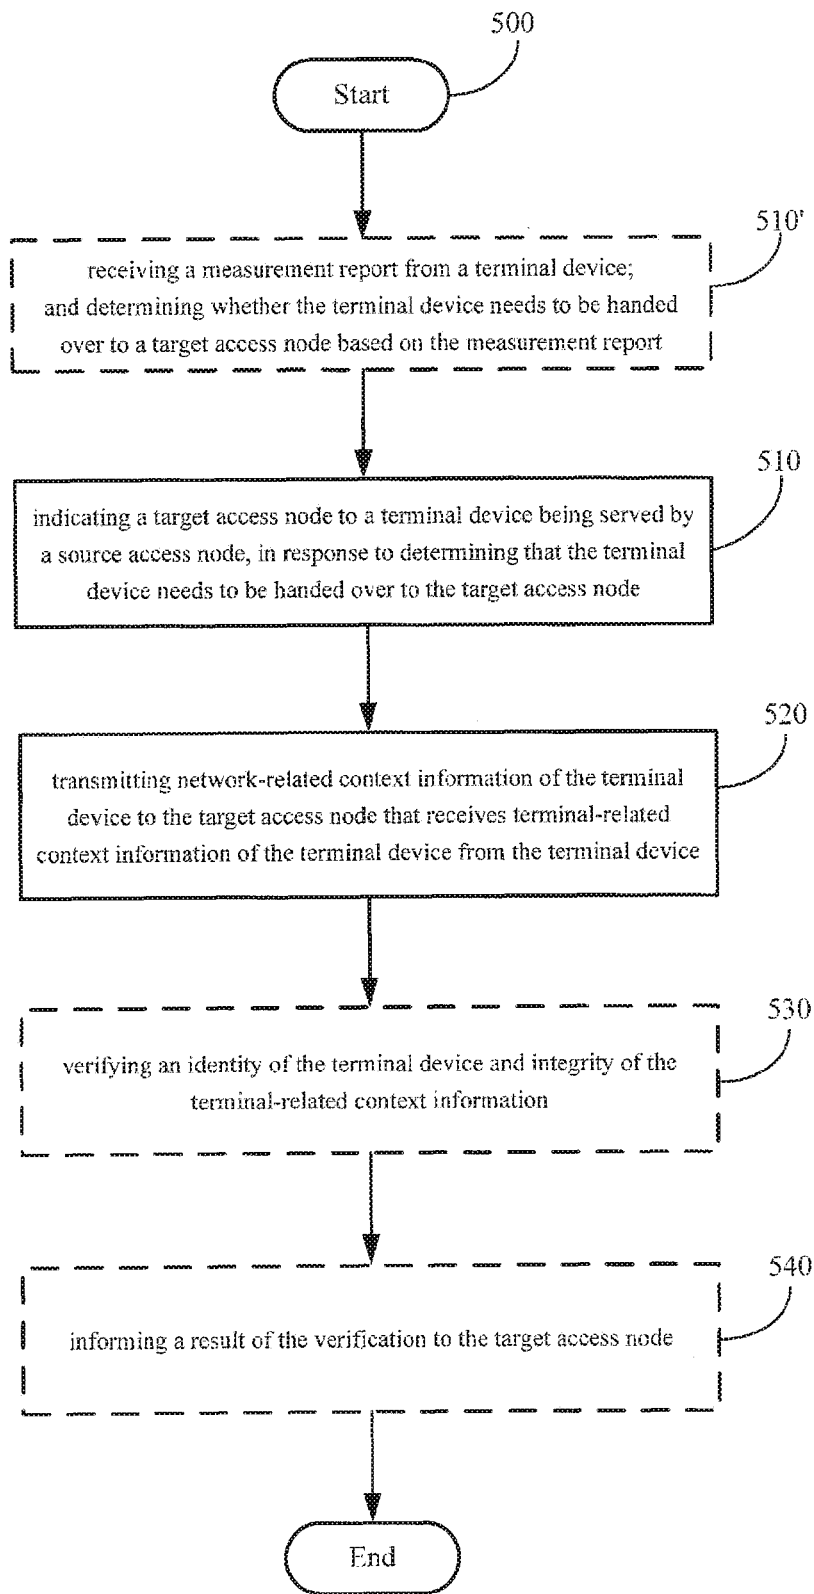 500
Start
510'
receiving a measurement report from a terminal device;
and determining whether the terminal device needs to be handed
over to a target access node based on the measurement report
510
indicating a target access node to a terminal device being served by
a source access node, in response to determining that the terminal
device needs to be handed over to the target access node
520
transmitting network-related context information of the terminal
device to the target access node that receives terminal-related
context information of the terminal device from the terminal device
530
verifying an identity of the terminal device and integrity of the
terminal-related context information
540
informing a result of the verification to the target access node
End